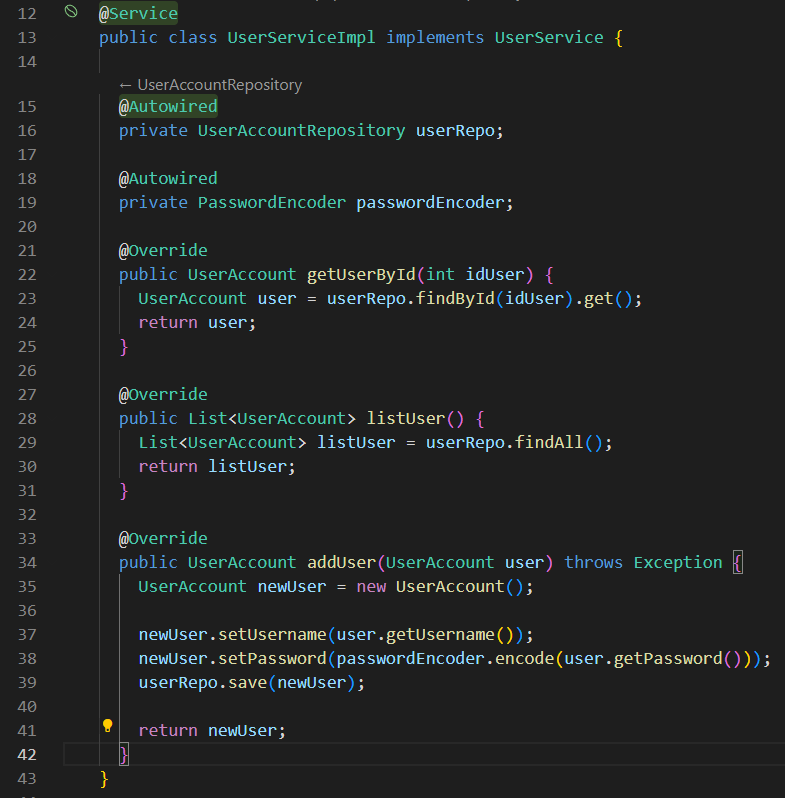 12 @Service
13 public class UserServiceImpl implements UserService {
14
← UserAccountRepository
15 @Autowired
16 private UserAccountRepository userRepo;
17
18 @Autowired
19 private PasswordEncoder passwordEncoder;
20
21 @Override
22 public UserAccount getUserById(int idUser) {
23 UserAccount user = userRepo.findById(idUser).get();
24 return user;
25 }
26
27 @Override
28 public List<UserAccount> listUser() {
29 List<UserAccount> listUser = userRepo.findAll();
30 return listUser;
31 }
32
33 @Override
34 public UserAccount addUser(UserAccount user) throws Exception {
35 UserAccount newUser = new UserAccount();
36
37 newUser.setUsername(user.getUsername());
38 newUser.setPassword(passwordEncoder.encode(user.getPassword()));
39 userRepo.save(newUser);
40
41 return newUser;
42 }
43 }